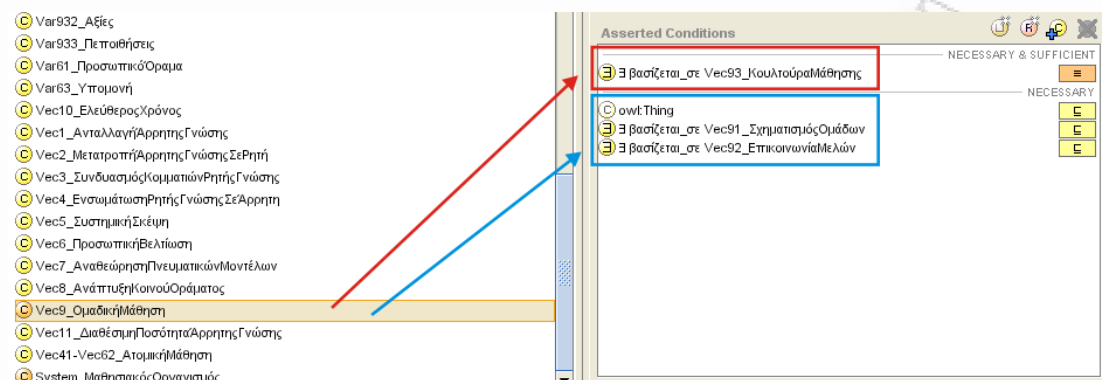 Var932_Αξίες
Var933_Πεποιθήσεις
Var61_ΠροσωπικόΌραμα
Var63_Υπομονή
Vec10_ΕλεύθεροςΧρόνος
Vec1_ΑνταλλαγήΆρρητηςΓνώσης
Vec2_ΜετατροπήΆρρητηςΓνώσηςΣεΡητή
Vec3_ΣυνδυασμόςΚομματιώνΡητήςΓνώσης
Vec4_ΕνσωμάτωσηΡητήςΓνώσηςΣεΆρρητη
Vec5_ΣυστημικήΣκέψη
Vec6_ΠροσωπικήΒελτίωση
Vec7_ΑναθεώρησηΠνευματικώνΜοντέλων
Vec8_ΑνάπτυξηΚοινούΟράματος
Vec9_ΟμαδικήΜάθηση
Vec11_ΔιαθέσιμηΠοσότηταΆρρητηςΓνώσης
Vec41-Vec62_ΑτομικήΜάθηση
System_ΜαθησιακόςΟργανισμός
Asserted Conditions
NECESSARY & SUFFICIENT
∃ βασίζεται_σε Vec93_ΚουλτούραΜάθησης
NECESSARY
owl:Thing
∃ βασίζεται_σε Vec91_ΣχηματισμόςΟμάδων
∃ βασίζεται_σε Vec92_ΕπικοινωνίαΜελών